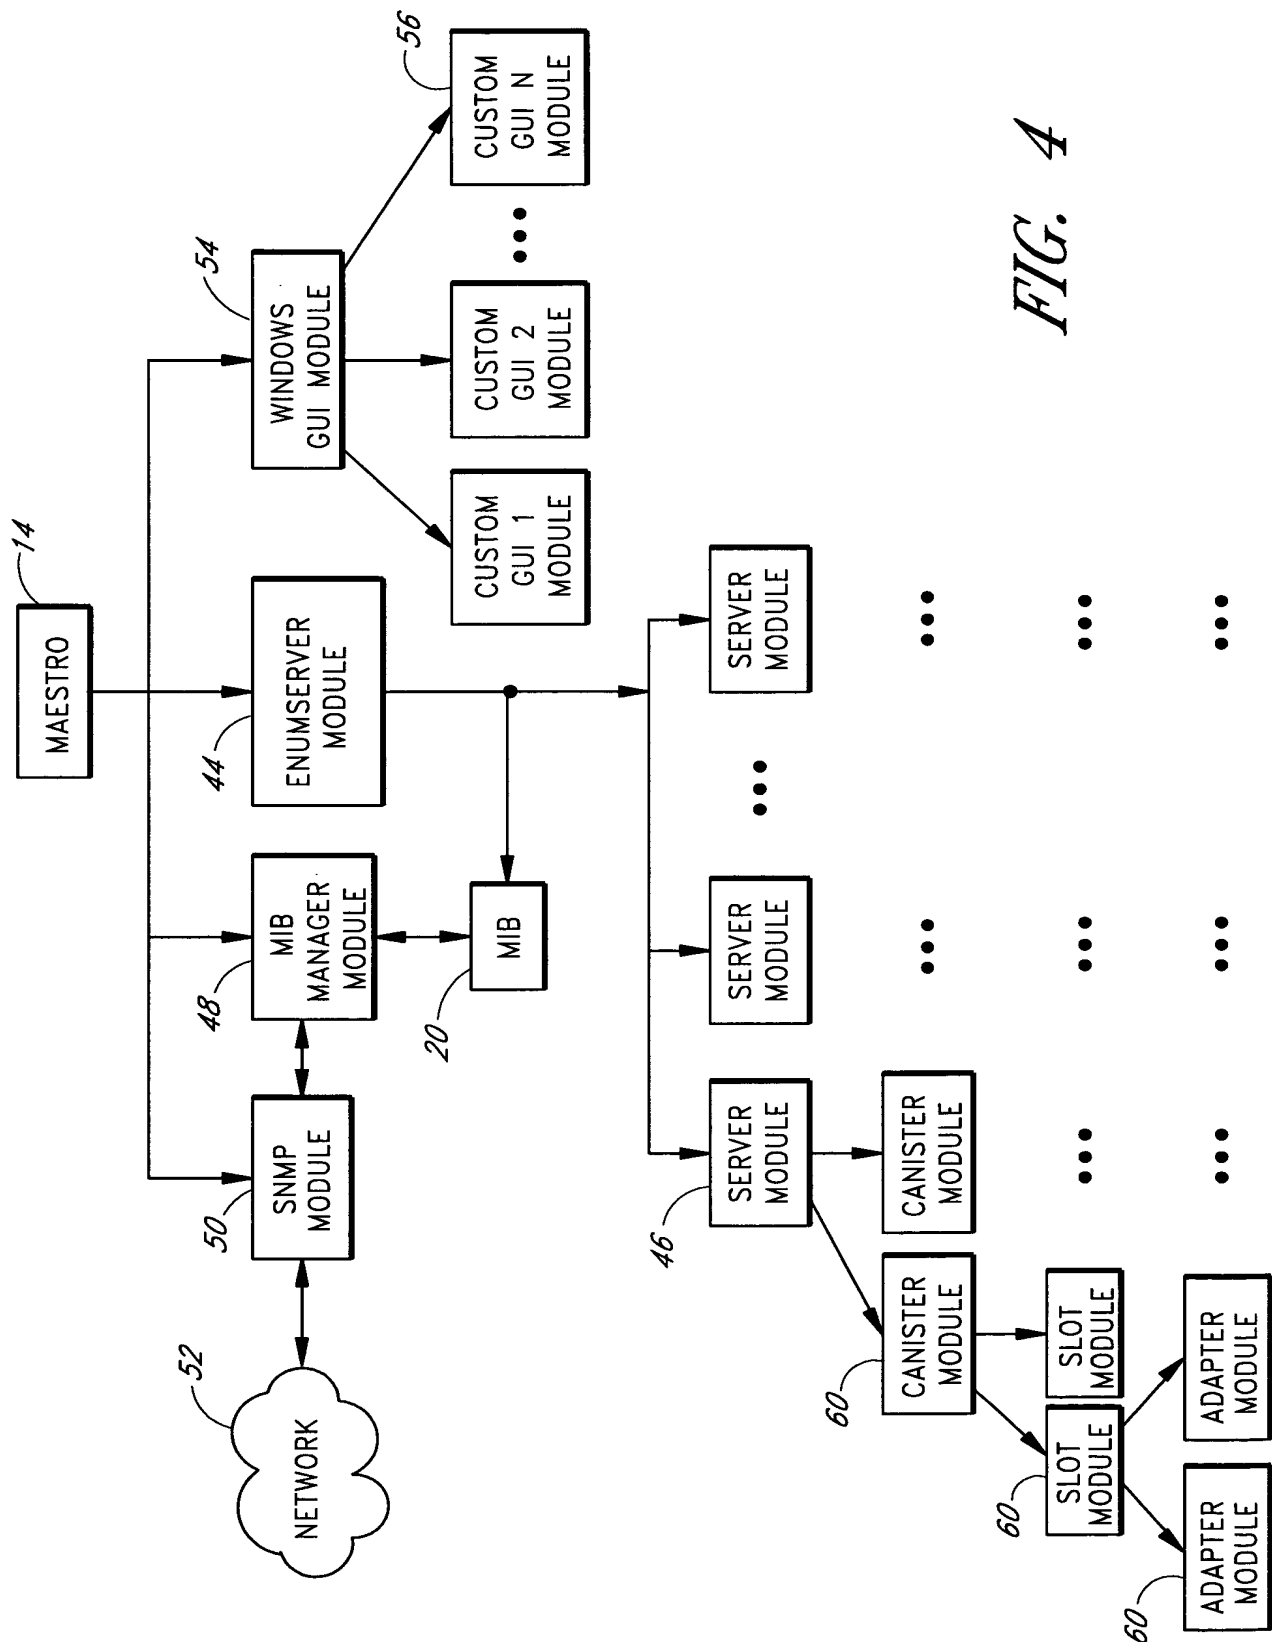 MAESTRO
14
SNMP
MODULE
50
MIB
MANAGER
MODULE
48
ENUMSERVER
MODULE
44
WINDOWS
GUI MODULE
54
NETWORK
52
MIB
20
CUSTOM
GUI 1
MODULE
CUSTOM
GUI 2
MODULE
CUSTOM
GUI N
MODULE
56
SERVER
MODULE
46
SERVER
MODULE
SERVER
MODULE
CANISTER
MODULE
60
CANISTER
MODULE
SLOT
MODULE
60
SLOT
MODULE
ADAPTER
MODULE
60
ADAPTER
MODULE
FIG. 4